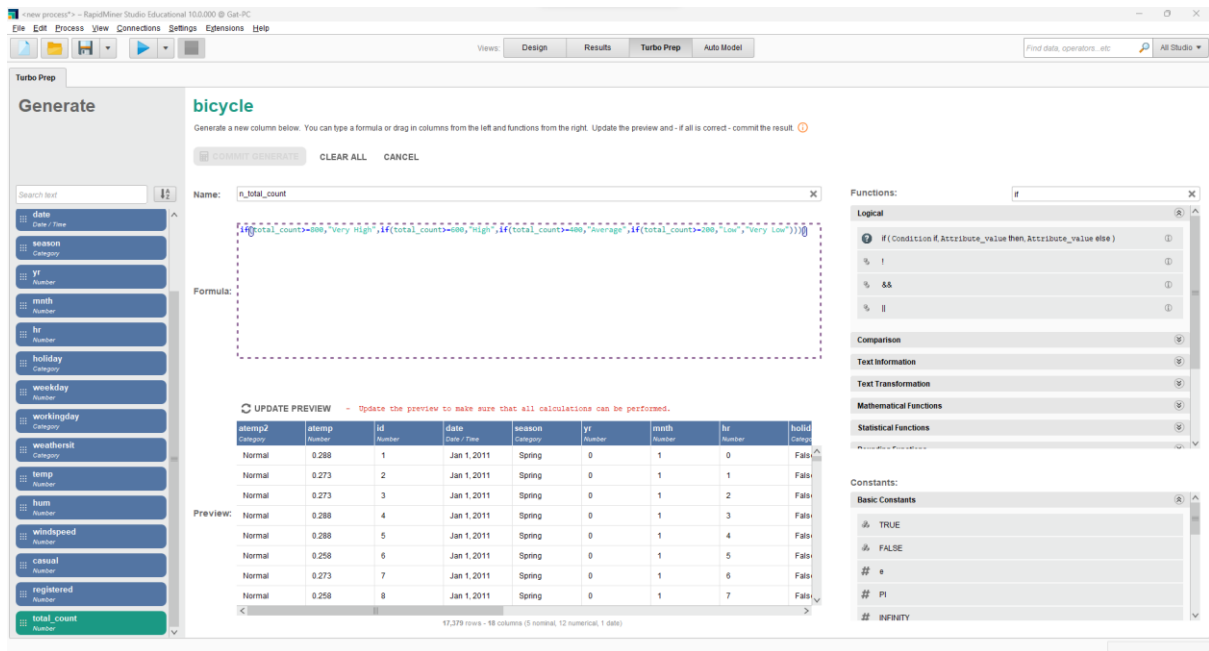 <new process*> – RapidMiner Studio Educational 10.0.000 @ Gat-PC
File Edit Process View Connections Settings Extensions Help
Views: Design Results Turbo Prep Auto Model
Find data, operators...etc
All Studio
Turbo Prep
Generate
bicycle
Generate a new column below. You can type a formula or drag in columns from the left and functions from the right. Update the preview and - if all is correct - commit the result.
COMMIT GENERATE CLEAR ALL CANCEL
Search text
date
Date / Time
season
Category
yr
Number
mnth
Number
hr
Number
holiday
Category
weekday
Number
workingday
Category
weathersit
Category
temp
Number
hum
Number
windspeed
Number
casual
Number
registered
Number
total_count
Number
Name: n_total_count
Formula:
if(total_count>=800,"Very High",if(total_count>=600,"High",if(total_count>=400,"Average",if(total_count>=200,"Low","Very Low"))))
UPDATE PREVIEW – Update the preview to make sure that all calculations can be performed.
Preview:
atemp2 atemp id date season yr mnth hr holid
Category Number Number Date / Time Category Number Number Number Catego
Normal 0.288 1 Jan 1, 2011 Spring 0 1 0 False
Normal 0.273 2 Jan 1, 2011 Spring 0 1 1 False
Normal 0.273 3 Jan 1, 2011 Spring 0 1 2 False
Normal 0.288 4 Jan 1, 2011 Spring 0 1 3 False
Normal 0.288 5 Jan 1, 2011 Spring 0 1 4 False
Normal 0.258 6 Jan 1, 2011 Spring 0 1 5 False
Normal 0.273 7 Jan 1, 2011 Spring 0 1 6 False
Normal 0.258 8 Jan 1, 2011 Spring 0 1 7 False
17,379 rows - 18 columns (5 nominal, 12 numerical, 1 date)
Functions: if
Logical
if ( Condition if, Attribute_value then, Attribute_value else )
!
&&
||
Comparison
Text Information
Text Transformation
Mathematical Functions
Statistical Functions
Constants:
Basic Constants
TRUE
FALSE
e
PI
INFINITY